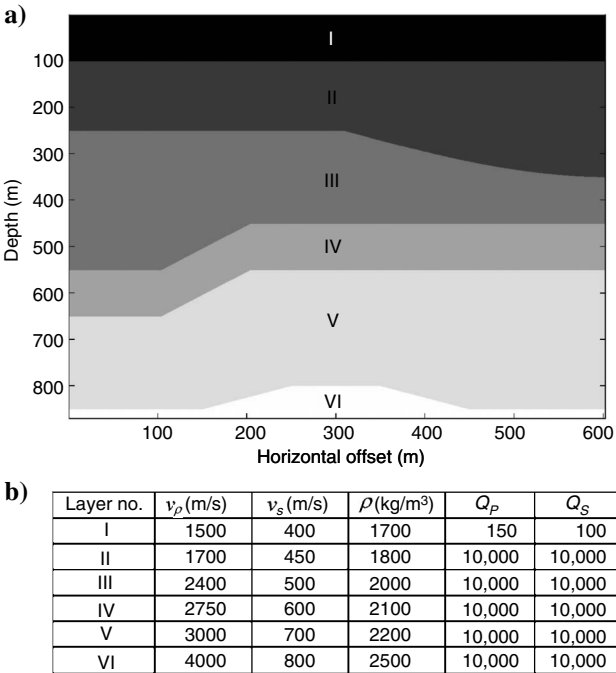 a)
I
100
II
200
300
III
400
IV
500
600
V
700
800
VI
Depth (m)
100 200 300 400 500 600
Horizontal offset (m)
b)
Layer no. vρ (m/s) vs (m/s) ρ (kg/m³) QP QS
I 1500 400 1700 150 100
II 1700 450 1800 10,000 10,000
III 2400 500 2000 10,000 10,000
IV 2750 600 2100 10,000 10,000
V 3000 700 2200 10,000 10,000
VI 4000 800 2500 10,000 10,000